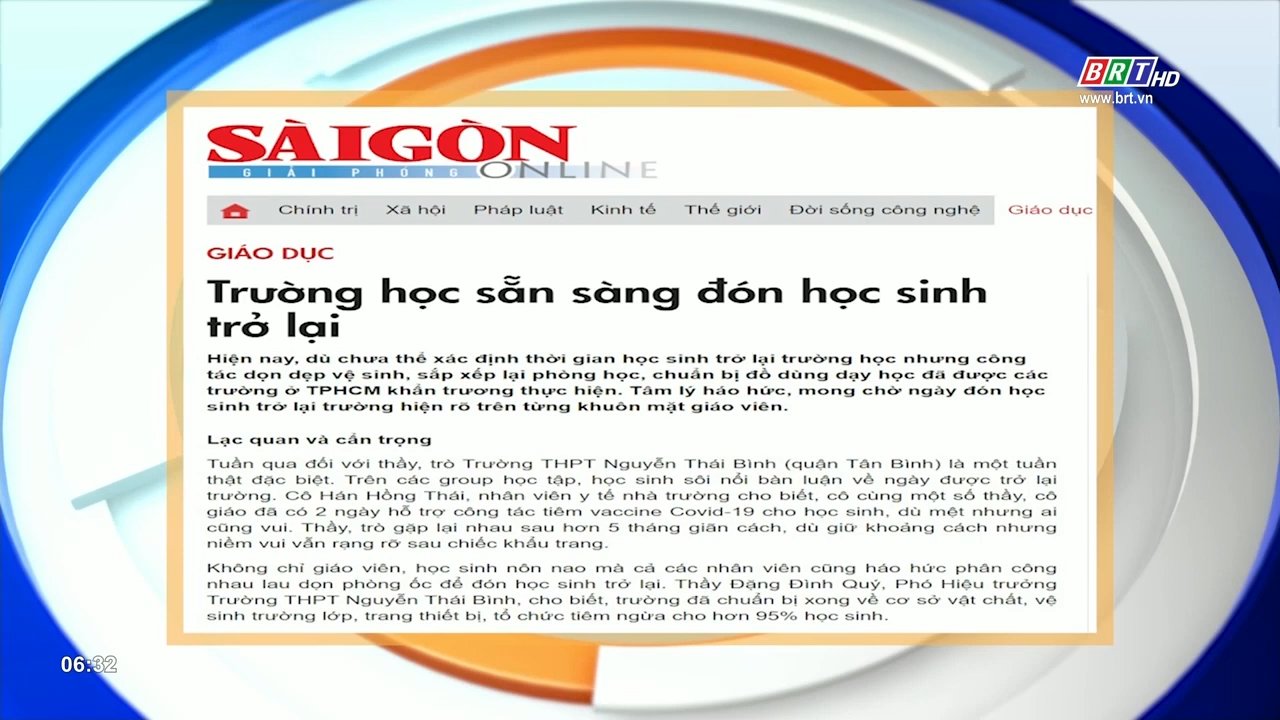 BRT HD
www.brt.vn
SÀI GÒN
GIẢI PHÓNG ONLINE
Chính trị Xã hội Pháp luật Kinh tế Thế giới Đời sống công nghệ Giáo dục
GIÁO DỤC
Trường học sẵn sàng đón học sinh
trở lại
Hiện nay, dù chưa thể xác định thời gian học sinh trở lại trường học nhưng công
tác dọn dẹp vệ sinh, sắp xếp lại phòng học, chuẩn bị đồ dùng dạy học đã được các
trường ở TPHCM khẩn trương thực hiện. Tâm lý háo hức, mong chờ ngày đón học
sinh trở lại trường hiện rõ trên từng khuôn mặt giáo viên.
Lạc quan và cẩn trọng
Tuần qua đối với thầy, trò Trường THPT Nguyễn Thái Bình (quận Tân Bình) là một tuần
thật đặc biệt. Trên các group học tập, học sinh sôi nổi bàn luận về ngày được trở lại
trường. Cô Hán Hồng Thái, nhân viên y tế nhà trường cho biết, cô cùng một số thầy, cô
giáo đã có 2 ngày hỗ trợ công tác tiêm vaccine Covid-19 cho học sinh, dù mệt nhưng ai
cũng vui. Thầy, trò gặp lại nhau sau hơn 5 tháng giãn cách, dù giữ khoảng cách nhưng
niềm vui vẫn rạng rỡ sau chiếc khẩu trang.
Không chỉ giáo viên, học sinh nôn nao mà cả các nhân viên cũng háo hức phân công
nhau lau dọn phòng ốc để đón học sinh trở lại. Thầy Đặng Đình Quý, Phó Hiệu trưởng
Trường THPT Nguyễn Thái Bình, cho biết, trường đã chuẩn bị xong về cơ sở vật chất, vệ
sinh trường lớp, trang thiết bị, tổ chức tiêm ngừa cho hơn 95% học sinh.
06:32